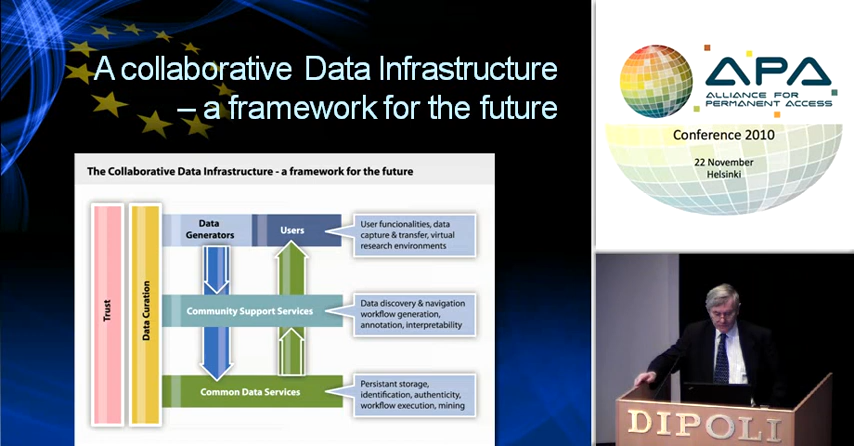 A collaborative Data Infrastructure
– a framework for the future
The Collaborative Data Infrastructure - a framework for the future
Trust
Data Curation
Data
Generators
Users
User funcionalities, data
capture & transfer, virtual
research environments
Community Support Services
Data discovery & navigation
workflow generation,
annotation, interpretability
Common Data Services
Persistant storage,
identification, authenticity,
workflow execution, mining
APA
ALLIANCE FOR
PERMANENT ACCESS
Conference 2010
22 November
Helsinki
DIPOLI